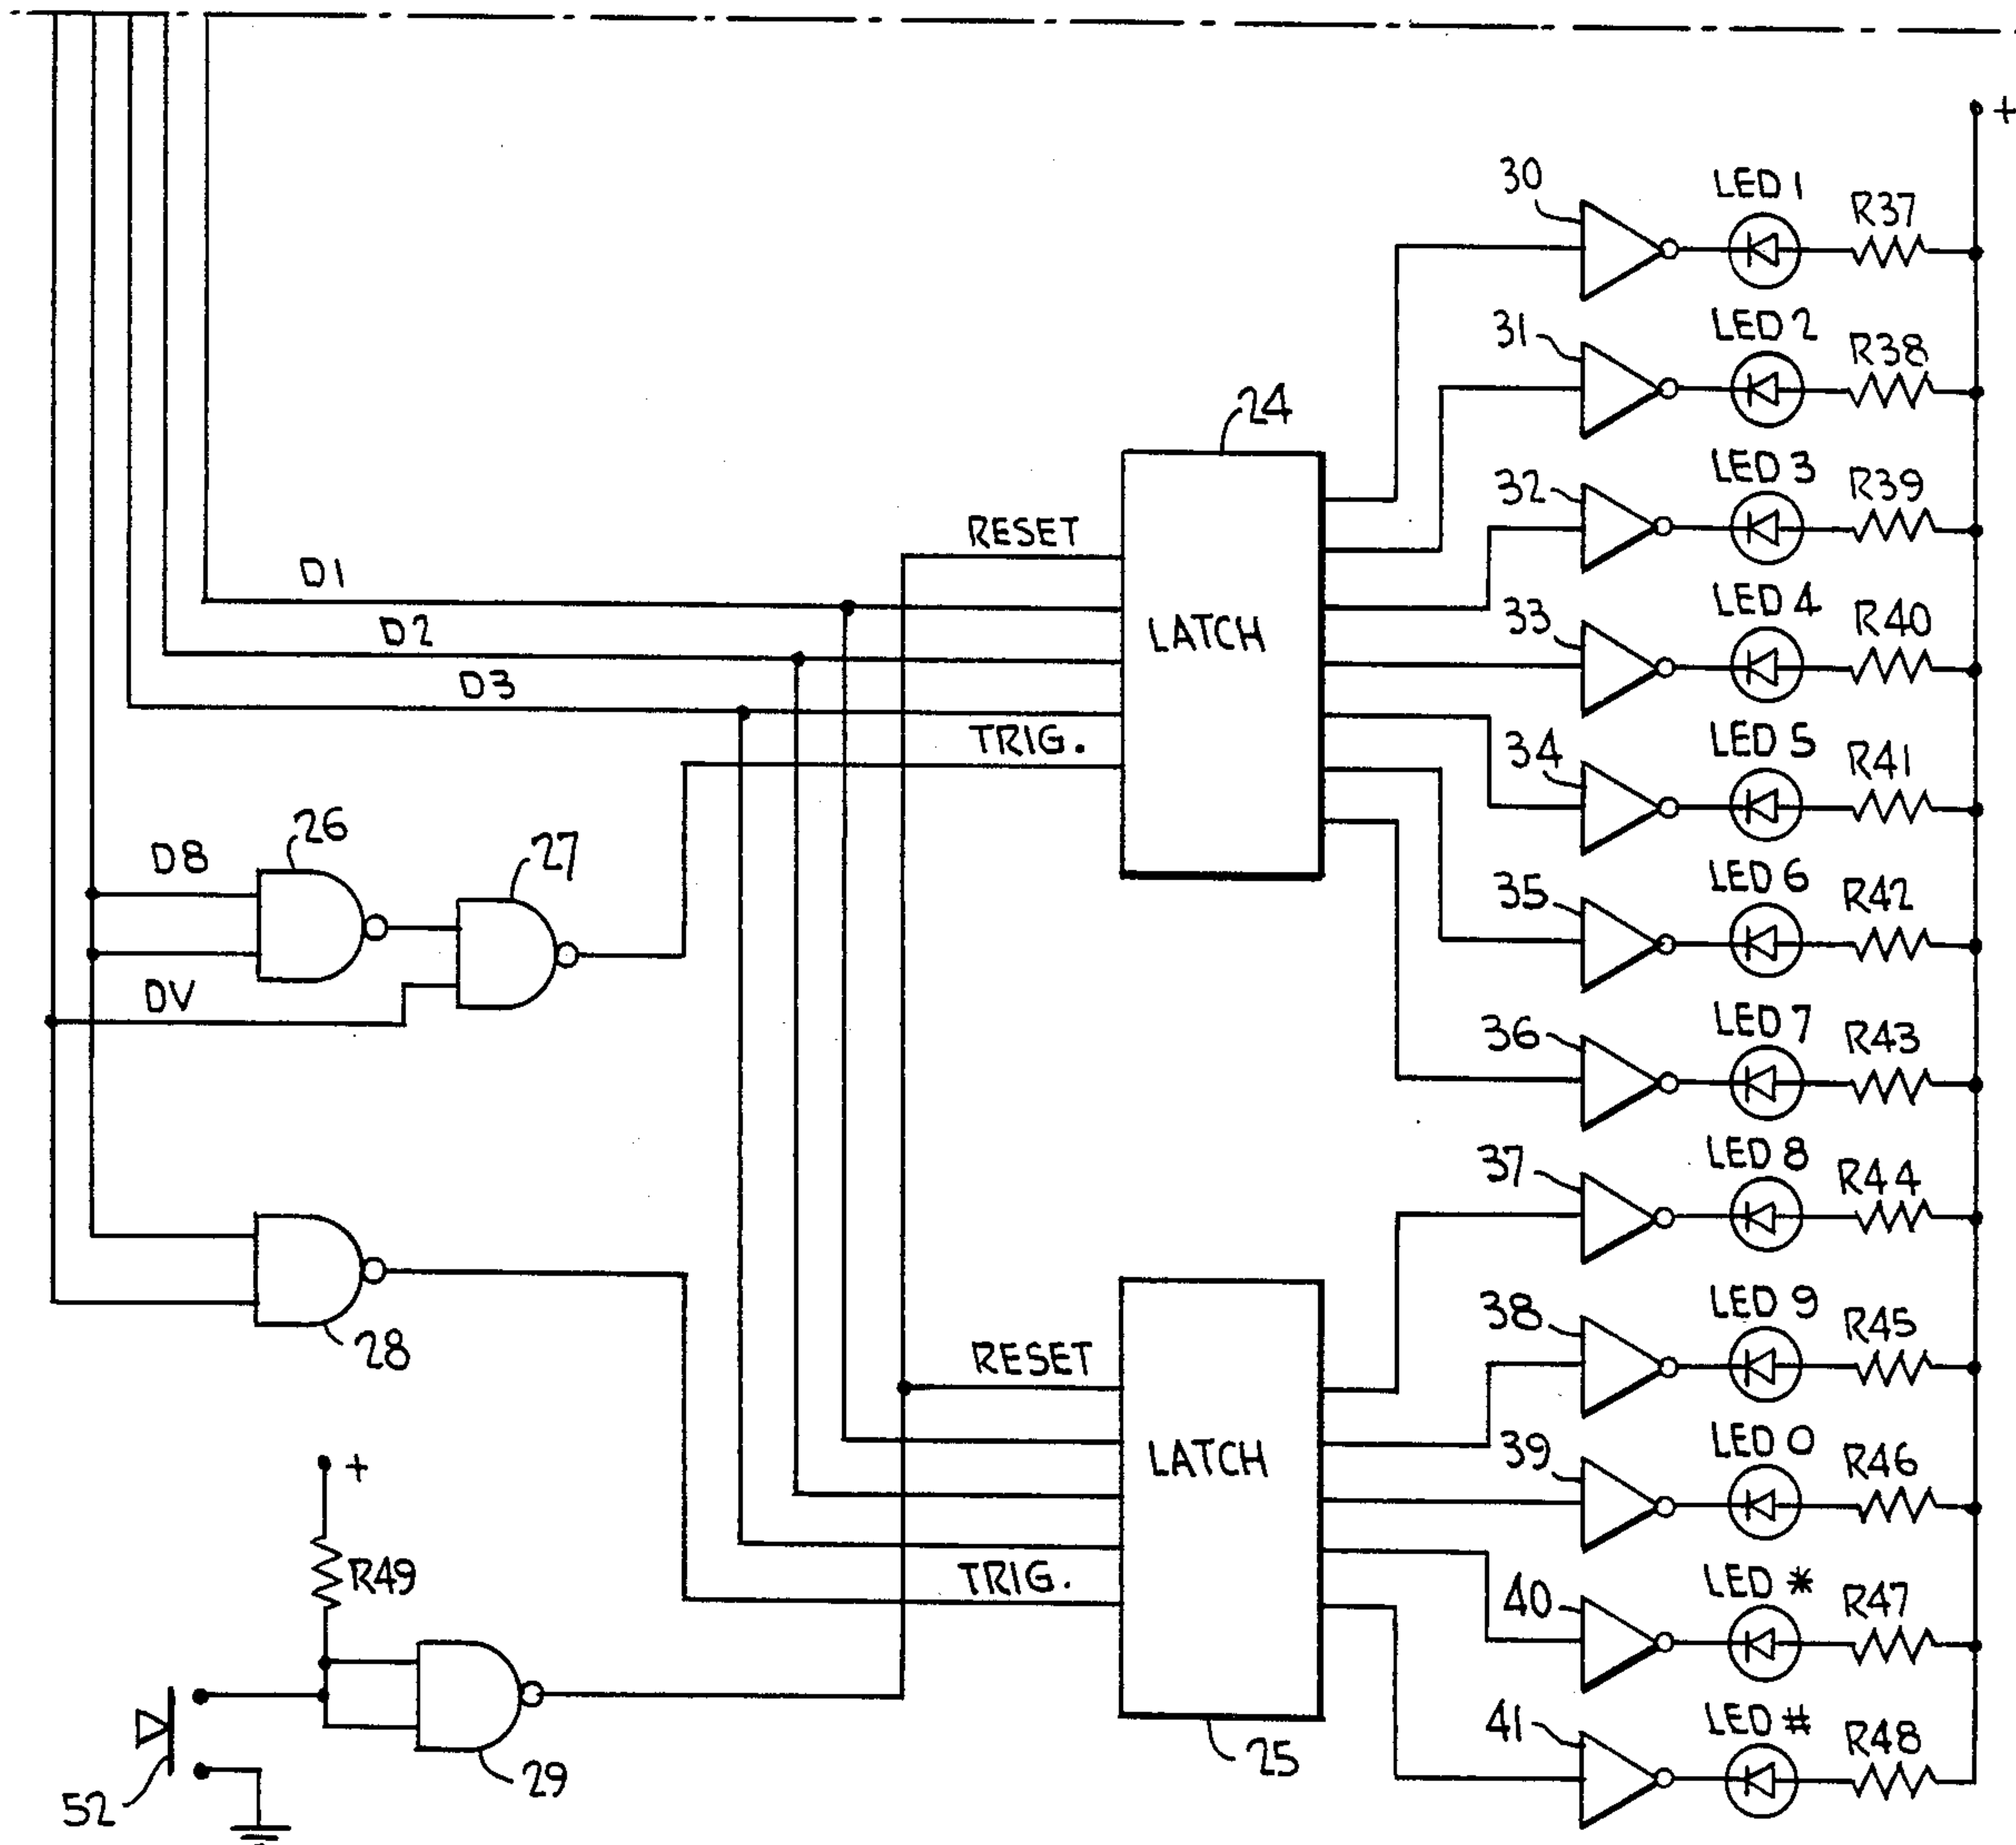 +
30
LED 1
R37
31
LED 2
R38
24
32
LED 3
R39
RESET
D1
33
LED 4
R40
D2
LATCH
D3
34
LED 5
R41
TRIG.
26
27
D8
35
LED 6
R42
DV
36
LED 7
R43
37
LED 8
R44
28
38
LED 9
R45
RESET
39
LED 0
R46
+
LATCH
R49
TRIG.
40
LED *
R47
41
LED #
R48
29
25
52